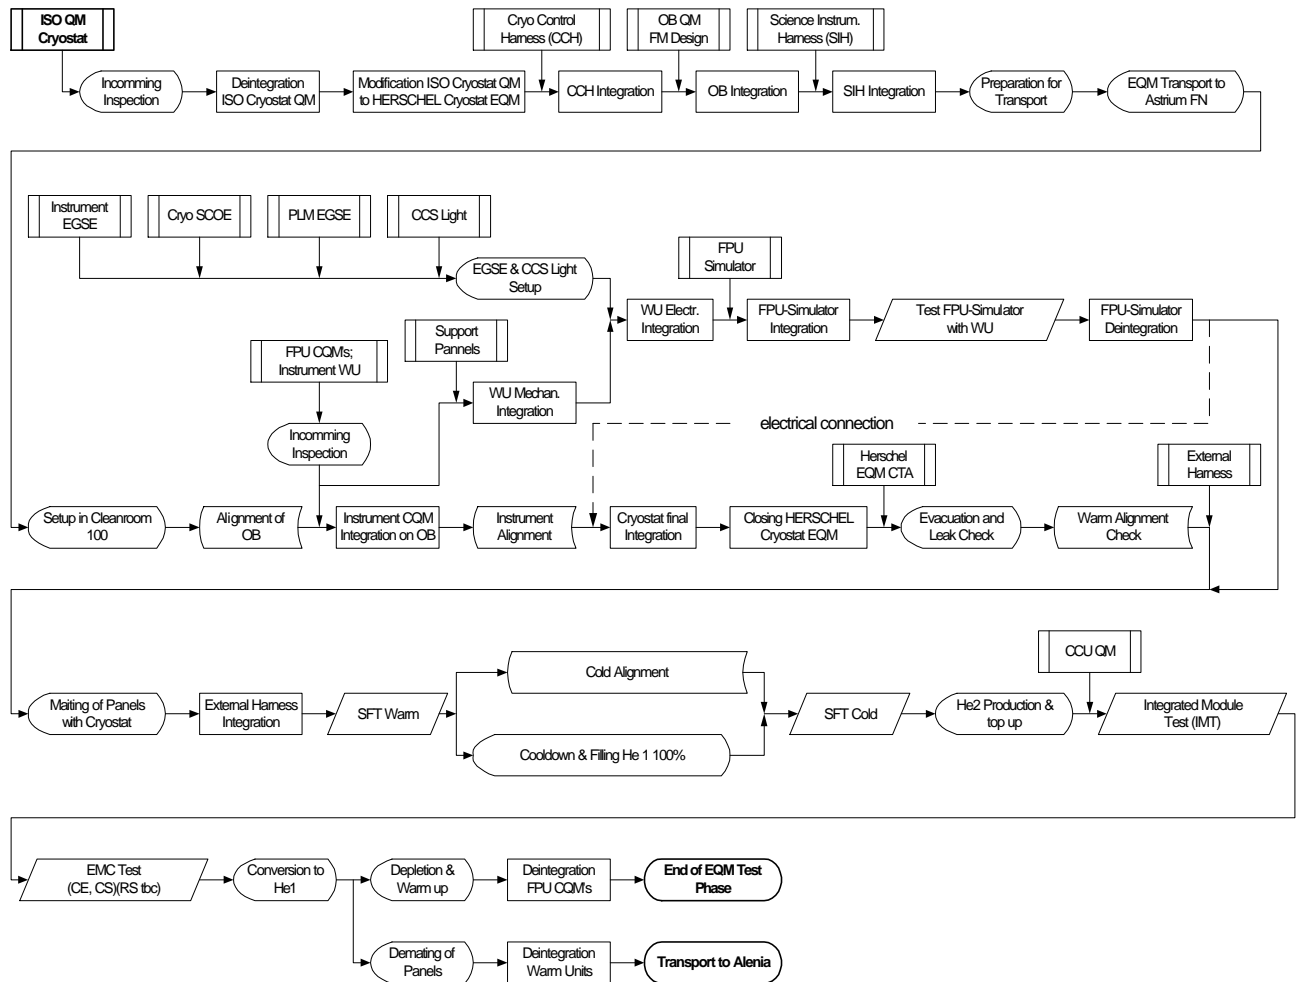 ISO QM
Cryostat
Cryo Control
Harness (CCH)
OB QM
FM Design
Science Instrum.
Harness (SIH)
Incomming
Inspection
Deintegration
ISO Cryostat QM
Modification ISO Cryostat QM
to HERSCHEL Cryostat EQM
CCH Integration
OB Integration
SIH Integration
Preparation for
Transport
EQM Transport to
Astrium FN
Instrument
EGSE
Cryo SCOE
PLM EGSE
CCS Light
EGSE & CCS Light
Setup
FPU
Simulator
WU Electr.
Integration
FPU-Simulator
Integration
Test FPU-Simulator
with WU
FPU-Simulator
Deintegration
Support
Pannels
FPU CQM's;
Instrument WU
WU Mechan.
Integration
Incomming
Inspection
electrical connection
Herschel
EQM CTA
External
Harness
Setup in Cleanroom
100
Alignment of
OB
Instrument CQM
Integration on OB
Instrument
Alignment
Cryostat final
Integration
Closing HERSCHEL
Cryostat EQM
Evacuation and
Leak Check
Warm Alignment
Check
CCU QM
Cold Alignment
Maiting of Panels
with Cryostat
External Harness
Integration
SFT Warm
SFT Cold
He2 Production &
top up
Integrated Module
Test (IMT)
Cooldown & Filling He 1 100%
EMC Test
(CE, CS)(RS tbc)
Conversion to
He1
Depletion &
Warm up
Deintegration
FPU CQM's
End of EQM Test
Phase
Demating of
Panels
Deintegration
Warm Units
Transport to Alenia